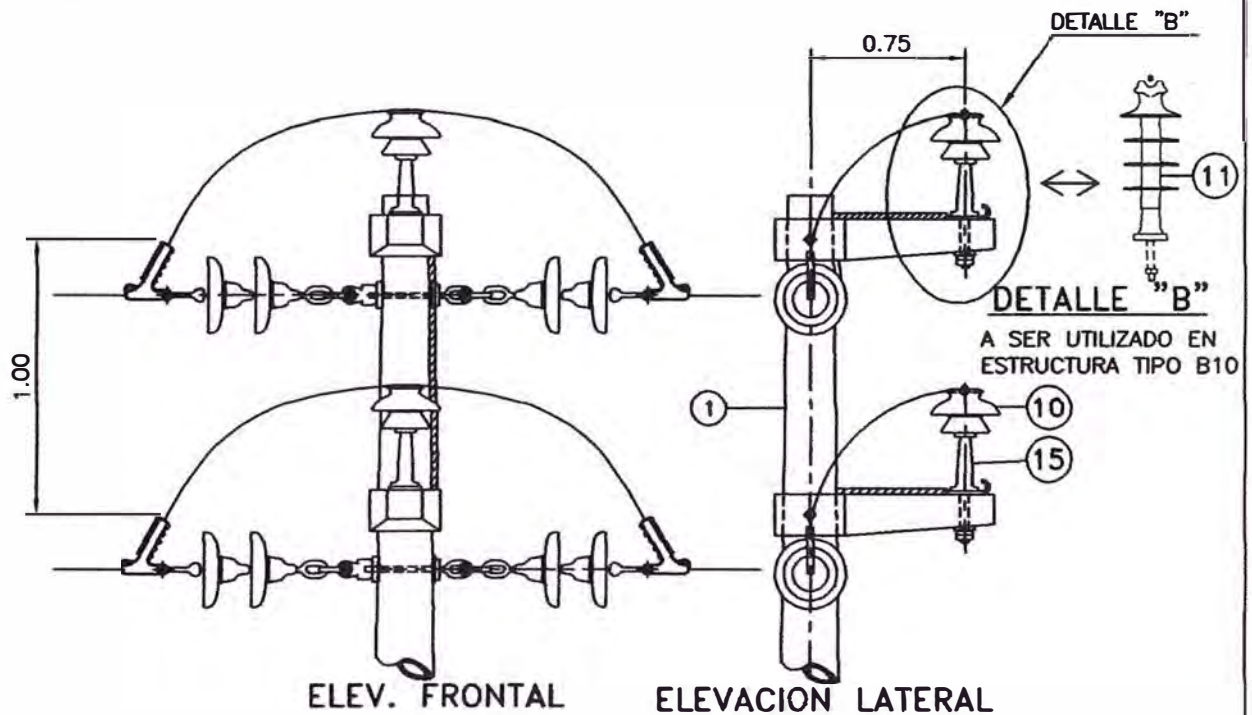 DETALLE "B"
0.75
11
DETALLE "B"
A SER UTILIZADO EN
ESTRUCTURA TIPO B10
1.00
1
10
15
ELEV. FRONTAL
ELEVACION LATERAL